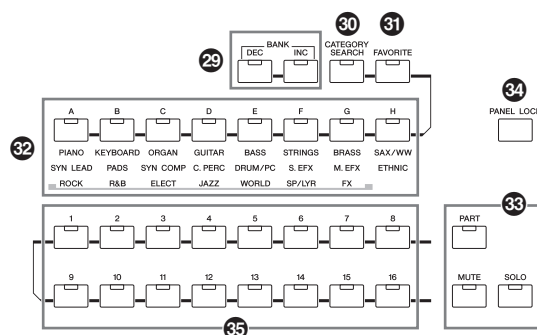 30 31
CATEGORY SEARCH FAVORITE
BANK
29 DEC INC
34
PANEL LOCK
A B C D E F G H
32
PIANO KEYBOARD ORGAN GUITAR BASS STRINGS BRASS SAX/WW
SYN LEAD PADS SYN COMP C. PERC DRUM/PC S. EFX M. EFX ETHNIC
ROCK R&B ELECT JAZZ WORLD SP/LYR FX
33
1 2 3 4 5 6 7 8 PART
9 10 11 12 13 14 15 16 MUTE SOLO
35